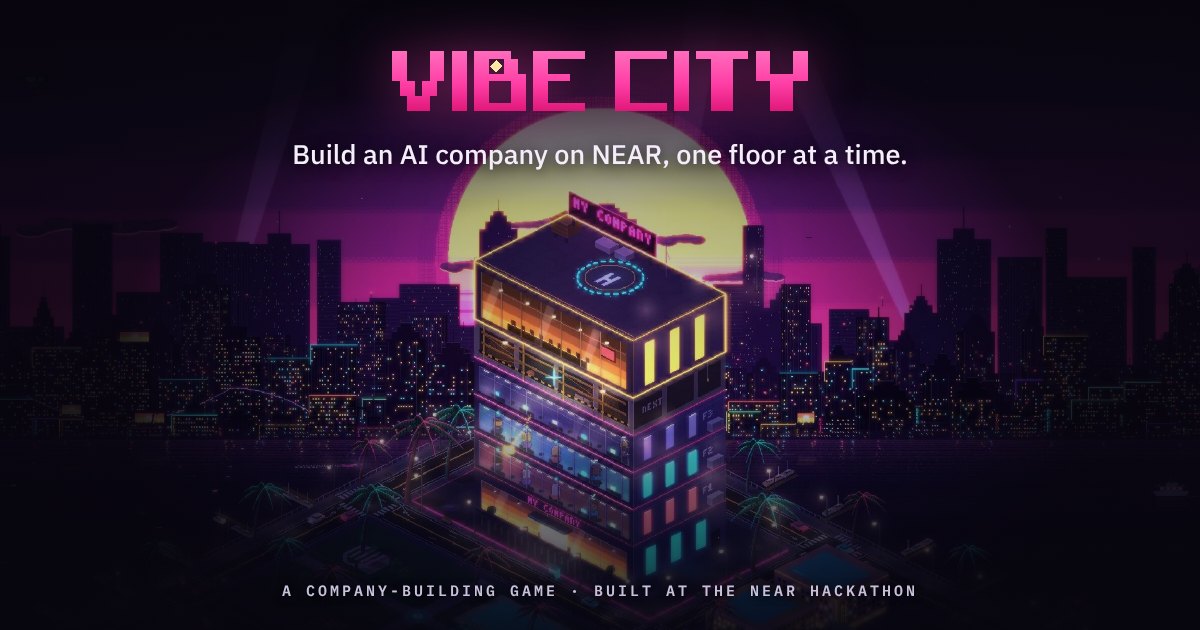 VIBE CITY
Build an AI company on NEAR, one floor at a time.
MY COMPANY
H
NEXT
F3
F2
F1
MY COMPANY
A COMPANY-BUILDING GAME · BUILT AT THE NEAR HACKATHON